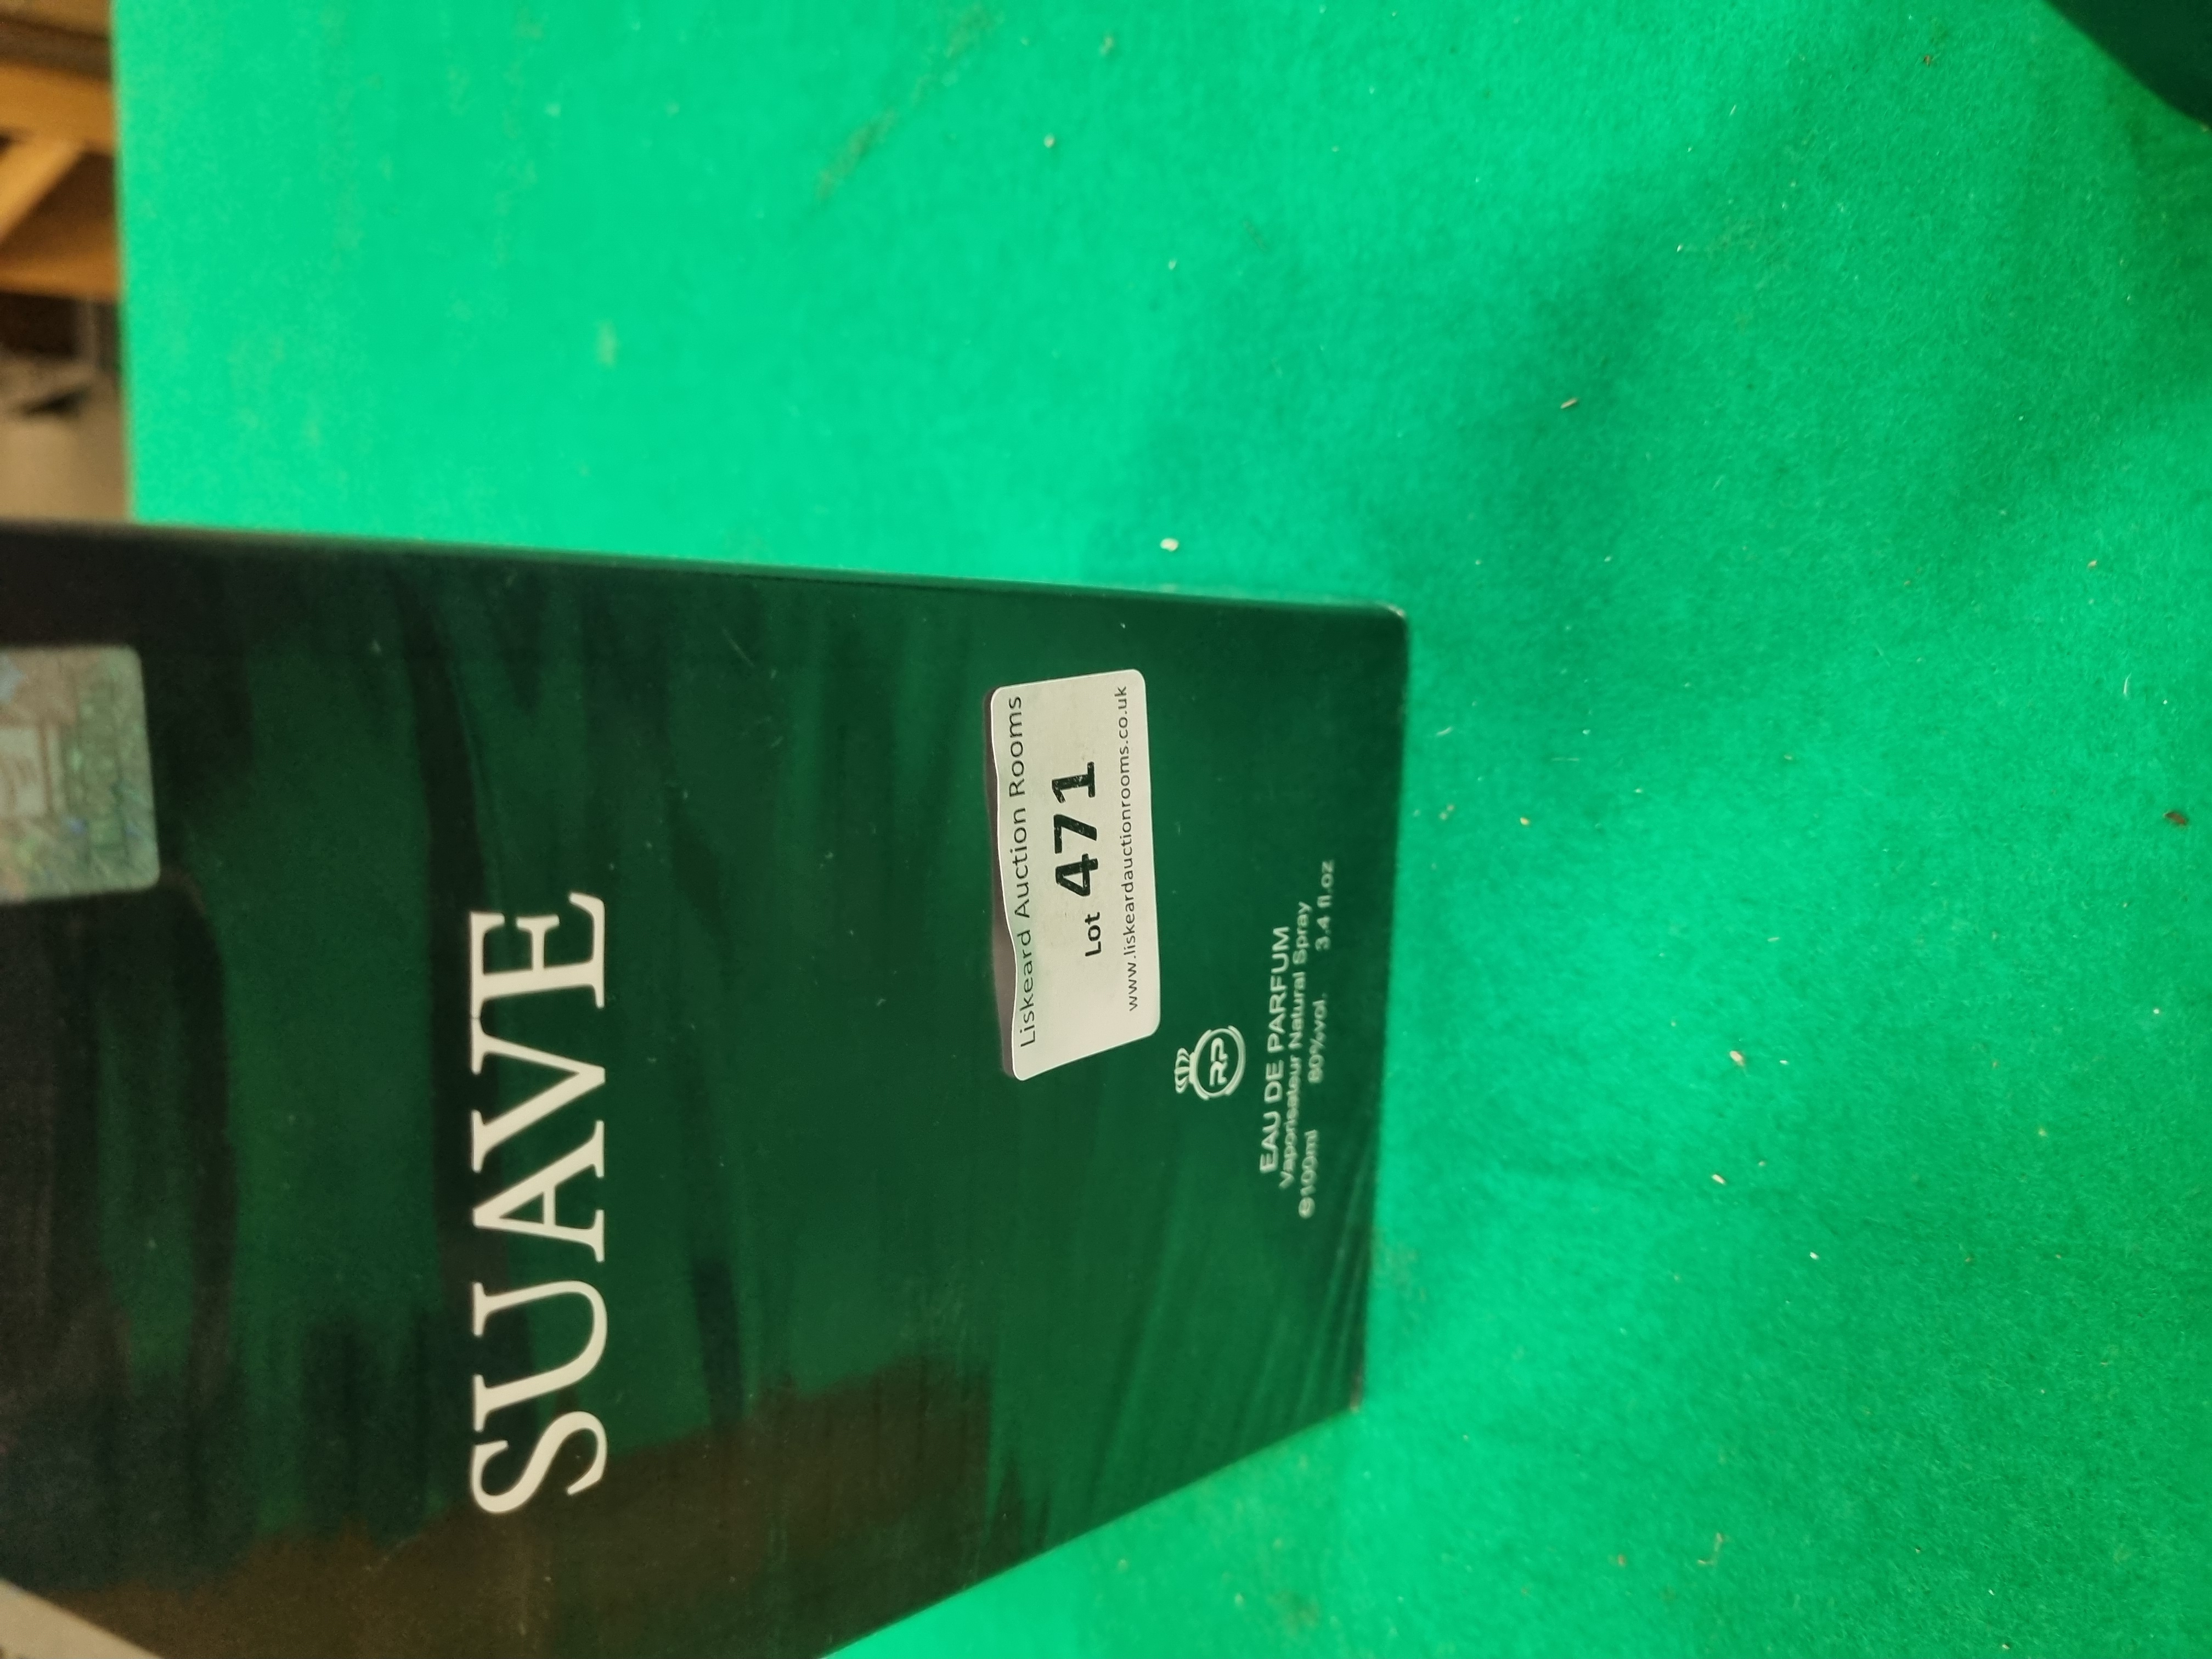 SUAVE
Liskeard Auction Rooms
Lot 471
www.liskeardauctionrooms.co.uk
RP
EAU DE PARFUM
Vaporisateur Natural Spray
℮100ml 80%vol. 3.4 fl.oz